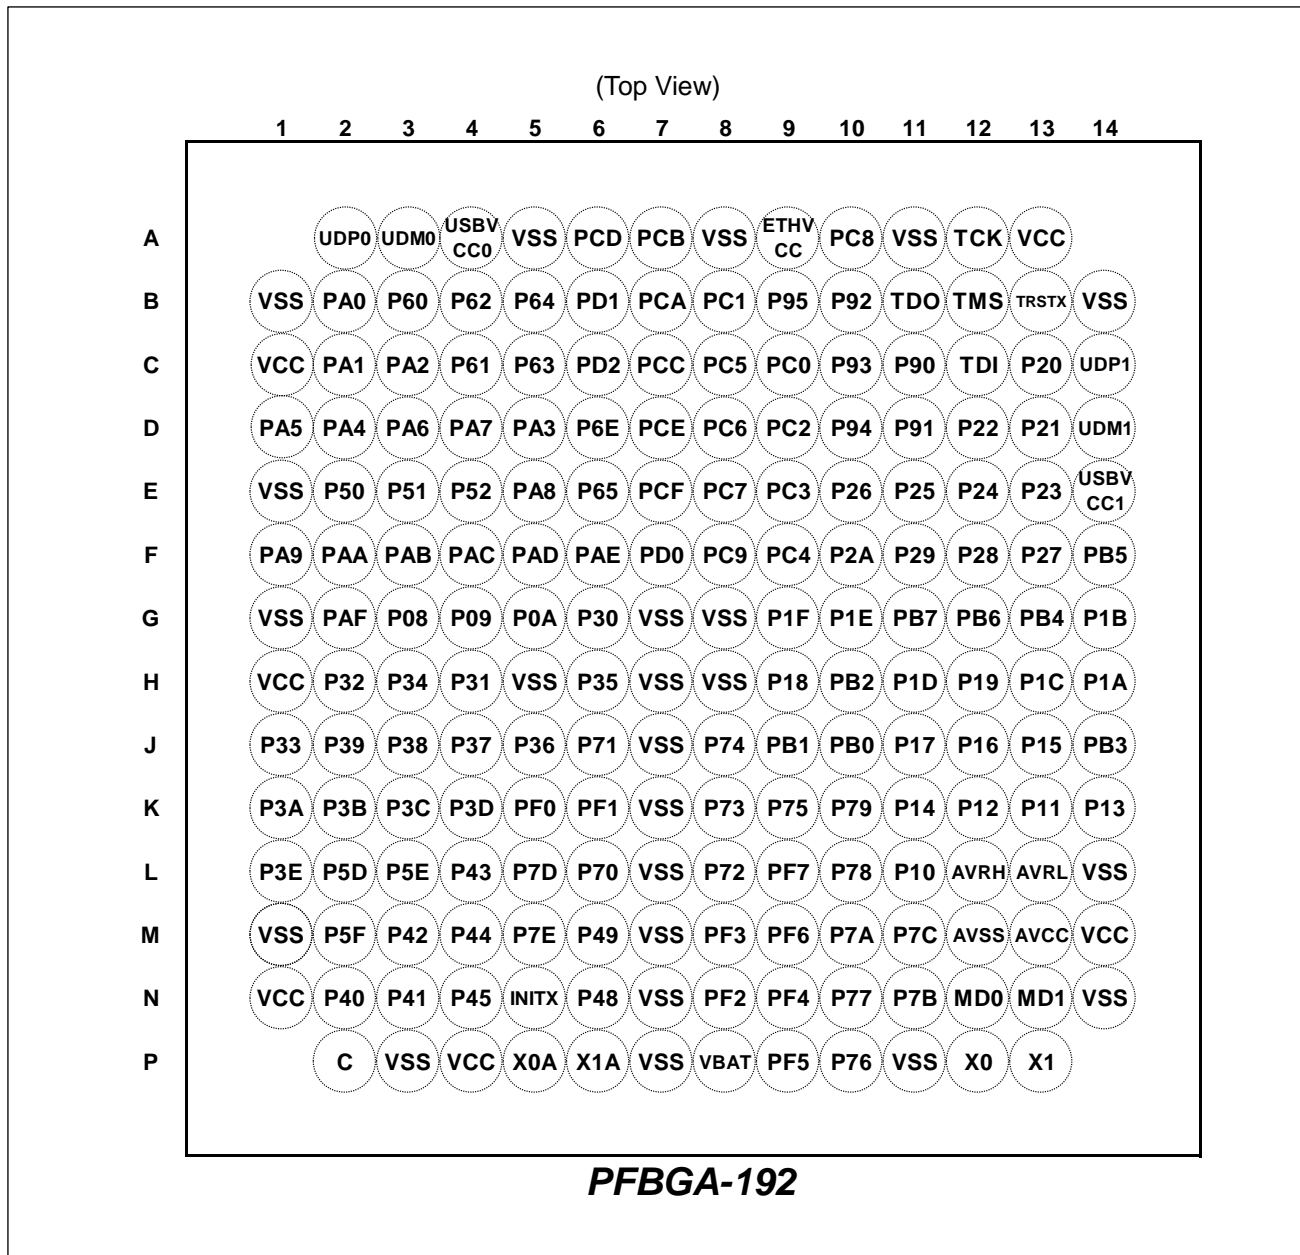 (Top View)
1 2 3 4 5 6 7 8 9 10 11 12 13 14
A UDP0 UDM0 USBV CC0 VSS PCD PCB VSS ETHV CC PC8 VSS TCK VCC
B VSS PA0 P60 P62 P64 PD1 PCA PC1 P95 P92 TDO TMS TRSTX VSS
C VCC PA1 PA2 P61 P63 PD2 PCC PC5 PC0 P93 P90 TDI P20 UDP1
D PA5 PA4 PA6 PA7 PA3 P6E PCE PC6 PC2 P94 P91 P22 P21 UDM1
E VSS P50 P51 P52 PA8 P65 PCF PC7 PC3 P26 P25 P24 P23 USBV CC1
F PA9 PAA PAB PAC PAD PAE PD0 PC9 PC4 P2A P29 P28 P27 PB5
G VSS PAF P08 P09 P0A P30 VSS VSS P1F P1E PB7 PB6 PB4 P1B
H VCC P32 P34 P31 VSS P35 VSS VSS P18 PB2 P1D P19 P1C P1A
J P33 P39 P38 P37 P36 P71 VSS P74 PB1 PB0 P17 P16 P15 PB3
K P3A P3B P3C P3D PF0 PF1 VSS P73 P75 P79 P14 P12 P11 P13
L P3E P5D P5E P43 P7D P70 VSS P72 PF7 P78 P10 AVRH AVRL VSS
M VSS P5F P42 P44 P7E P49 VSS PF3 PF6 P7A P7C AVSS AVCC VCC
N VCC P40 P41 P45 INITX P48 VSS PF2 PF4 P77 P7B MD0 MD1 VSS
P C VSS VCC X0A X1A VSS VBAT PF5 P76 VSS X0 X1
PFBGA-192